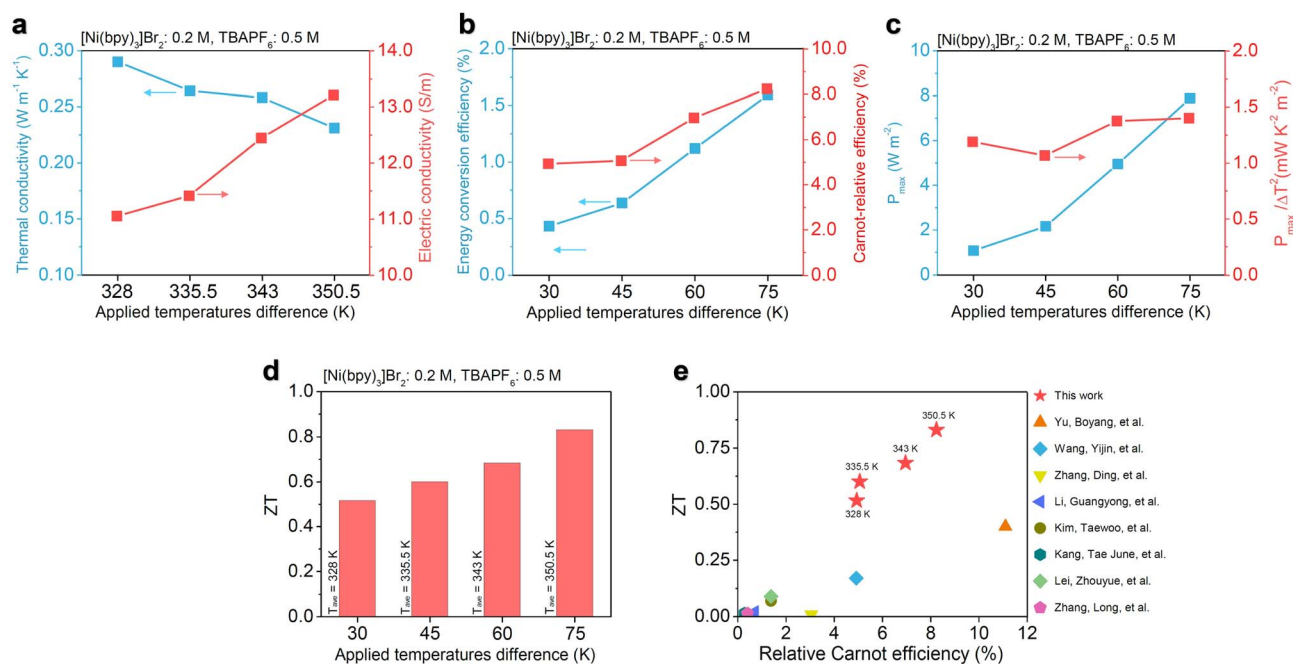 a
[Ni(bpy)₃]Br₂: 0.2 M, TBAPF₆: 0.5 M
Thermal conductivity (W m⁻¹ K⁻¹)
0.30
0.25
0.20
0.15
0.10
14.0
13.0
12.0
11.0
10.0
Electric conductivity (S/m)
328 335.5 343 350.5
Applied temperatures difference (K)
b
[Ni(bpy)₃]Br₂: 0.2 M, TBAPF₆: 0.5 M
Energy conversion efficiency (%)
2.0
1.5
1.0
0.5
0.0
10.0
8.0
6.0
4.0
2.0
0.0
Carnot-relative efficiency (%)
30 45 60 75
Applied temperatures difference (K)
c
[Ni(bpy)₃]Br₂: 0.2 M, TBAPF₆: 0.5 M
Pₘₐₓ (W m⁻²)
10
8
6
4
2
0
2.0
1.5
1.0
0.5
0.0
Pₘₐₓ /ΔT²(mW K⁻² m⁻²)
30 45 60 75
Applied temperatures difference (K)
d
[Ni(bpy)₃]Br₂: 0.2 M, TBAPF₆: 0.5 M
ZT
1.0
0.8
0.6
0.4
0.2
0.0
Tave = 328 K
Tave = 335.5 K
Tave = 343 K
Tave = 350.5 K
30 45 60 75
Applied temperatures difference (K)
e
ZT
1.00
0.75
0.50
0.25
0.00
350.5 K
343 K
335.5 K
328 K
0 2 4 6 8 10 12
Relative Carnot efficiency (%)
This work
Yu, Boyang, et al.
Wang, Yijin, et al.
Zhang, Ding, et al.
Li, Guangyong, et al.
Kim, Taewoo, et al.
Kang, Tae June, et al.
Lei, Zhouyue, et al.
Zhang, Long, et al.